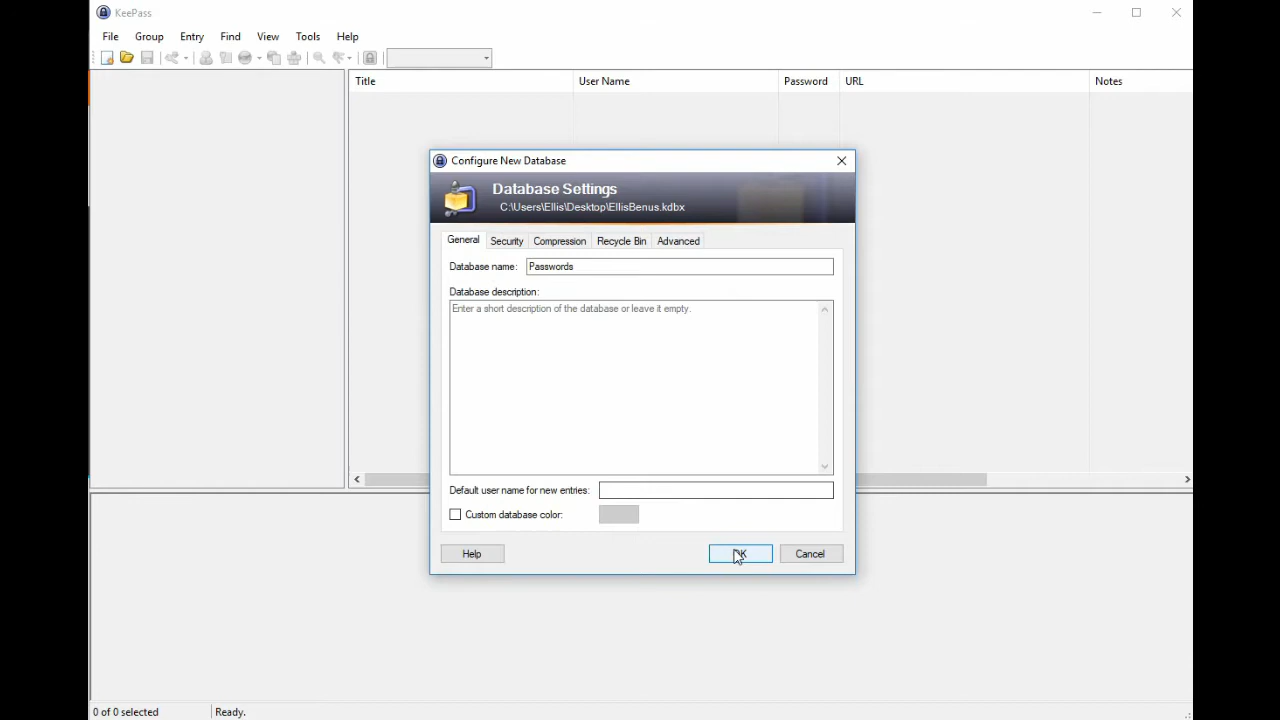 KeePass
File Group Entry Find View Tools Help
Title User Name Password URL Notes
Configure New Database
Database Settings
C:\Users\Ellis\Desktop\EllisBenus.kdbx
General Security Compression Recycle Bin Advanced
Database name: Passwords
Database description:
Enter a short description of the database or leave it empty.
Default user name for new entries:
Custom database color:
Help OK Cancel
0 of 0 selected Ready.